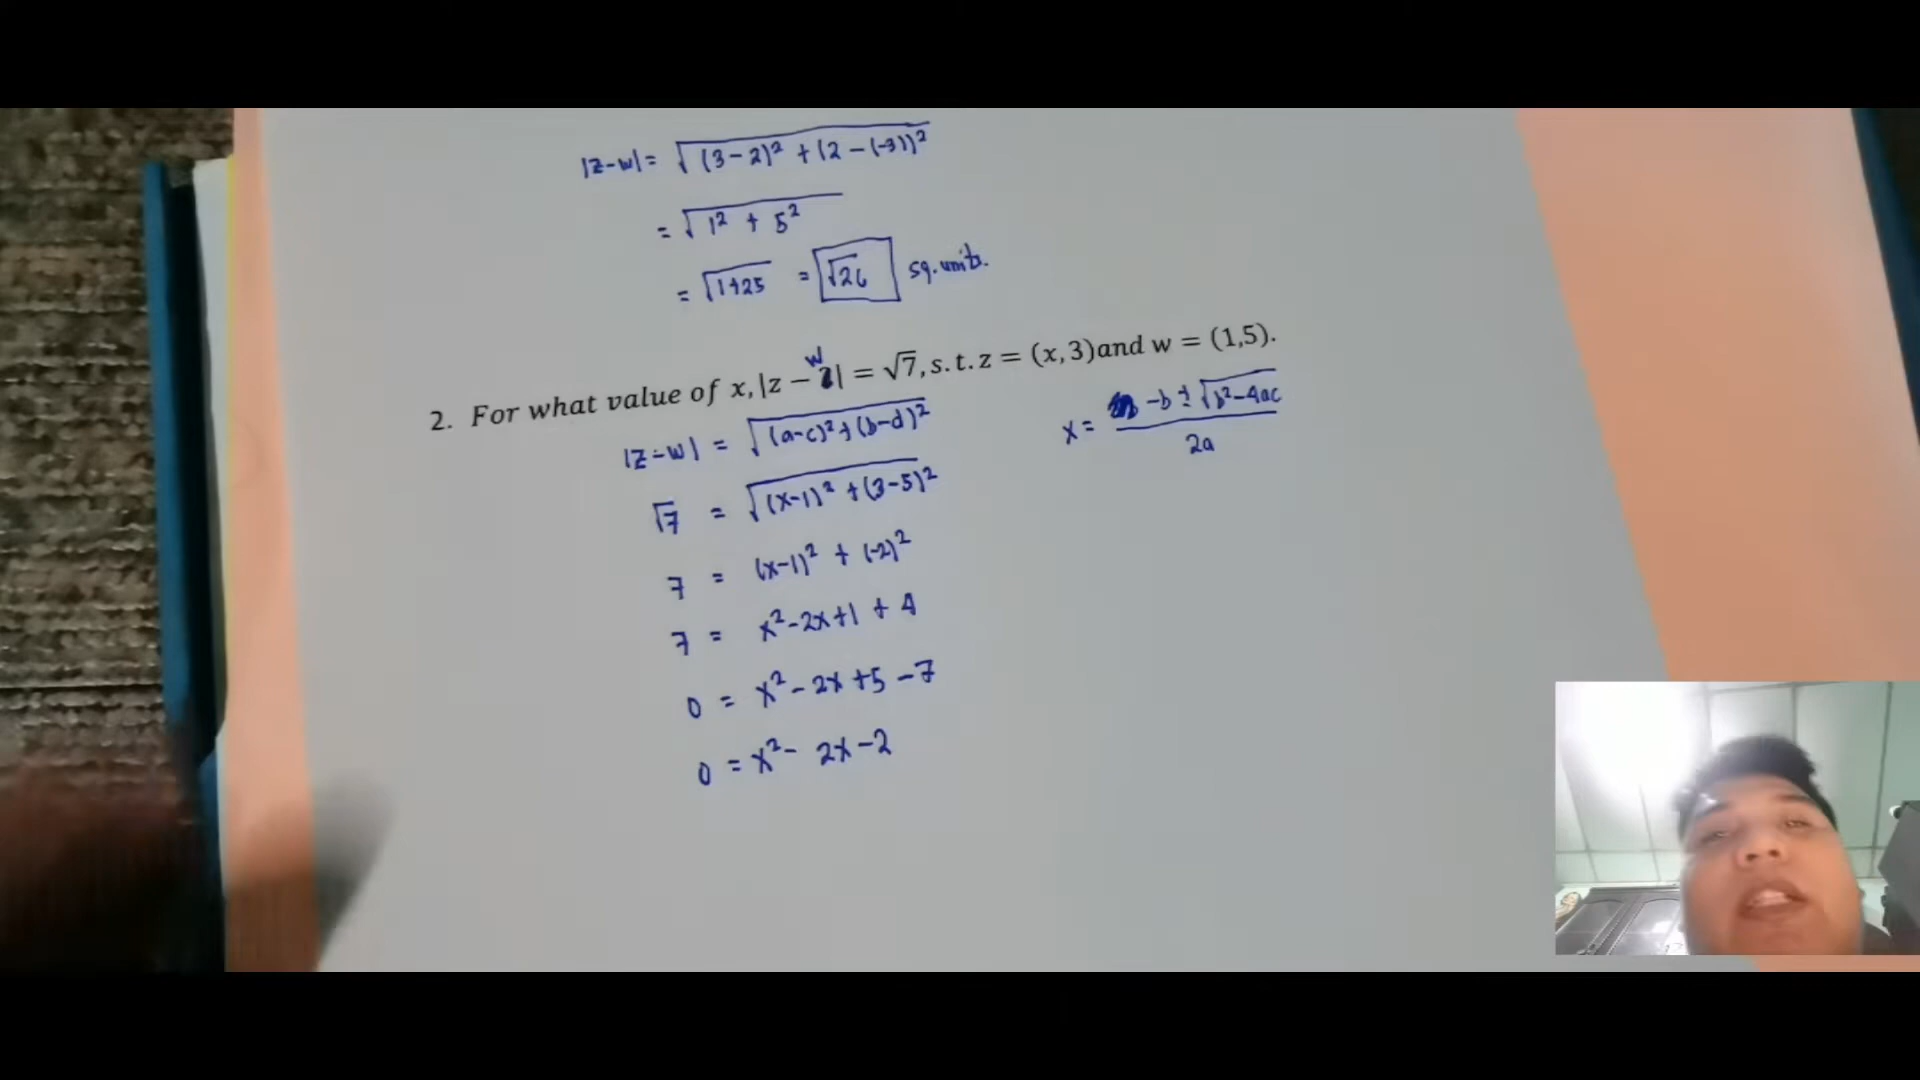 |z-w| = √(3-2)² + (2-(-3))²
= √1² + 5²
= √1+25 = √26 sq. units.
w
2. For what value of x, |z − | = √7, s.t. z = (x, 3) and w = (1,5).
|z-w| = √(a-c)² + (b-d)²
x = -b ± √b²-4ac
2a
√7 = √(x-1)² + (3-5)²
7 = (x-1)² + (-2)²
7 = x²-2x+1 + 4
0 = x² - 2x +5 -7
0 = x² - 2x -2